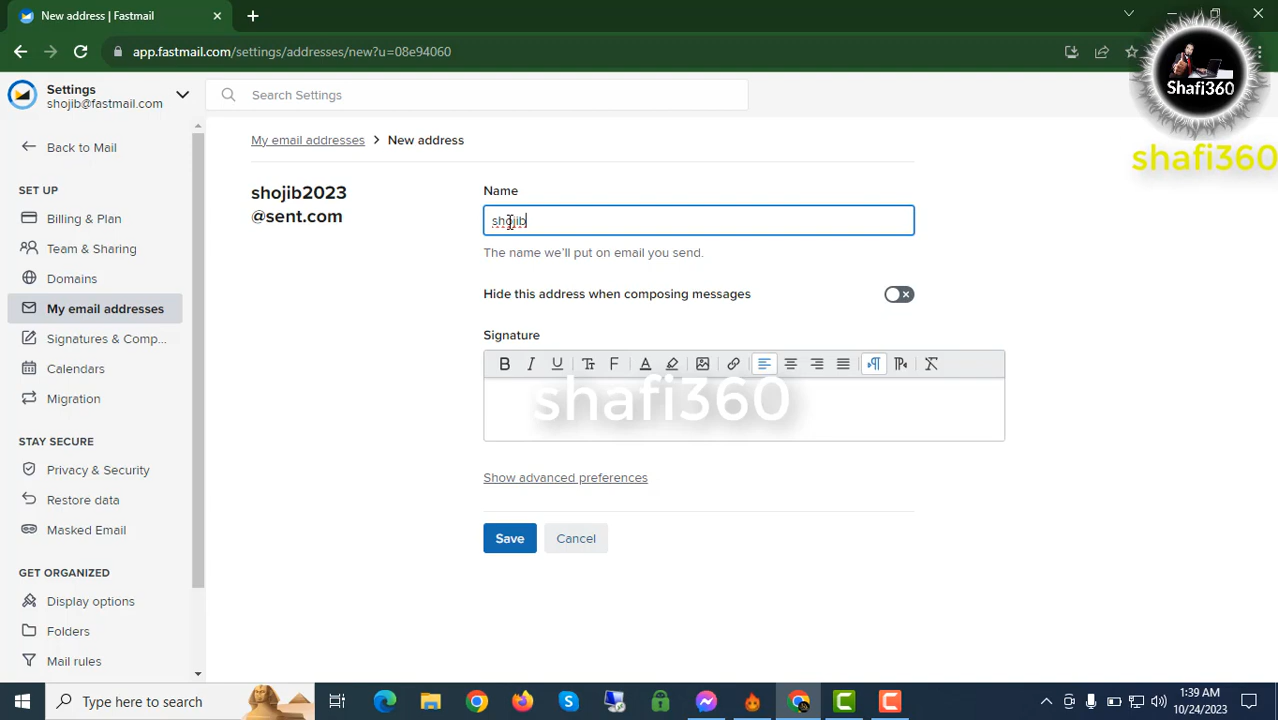 New address | Fastmail
app.fastmail.com/settings/addresses/new?u=08e94060
Shafi360
shafi360
Settings
shojib@fastmail.com
Search Settings
Back to Mail
SET UP
Billing & Plan
Team & Sharing
Domains
My email addresses
Signatures & Comp...
Calendars
Migration
STAY SECURE
Privacy & Security
Restore data
Masked Email
GET ORGANIZED
Display options
Folders
Mail rules
My email addresses > New address
shojib2023
@sent.com
Name
shojib
The name we'll put on email you send.
Hide this address when composing messages
Signature
shafi360
Show advanced preferences
Save Cancel
Type here to search
1:39 AM
10/24/2023